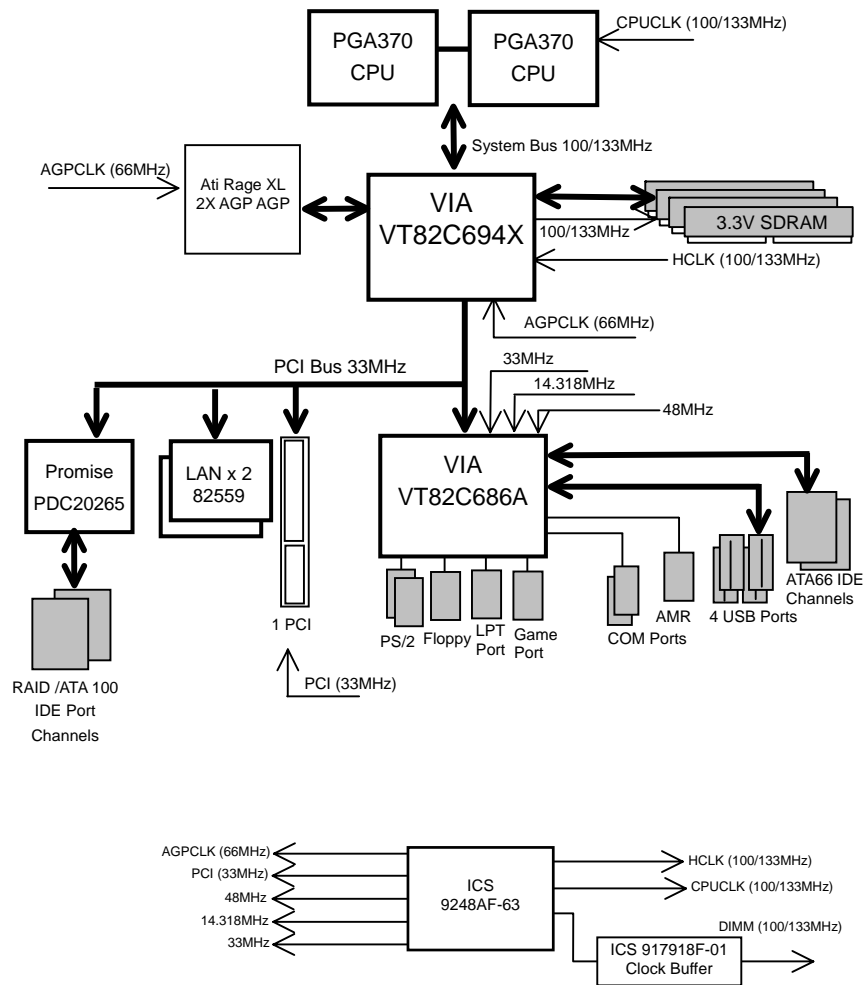 PGA370
CPU
PGA370
CPU
CPUCLK (100/133MHz)
System Bus 100/133MHz
AGPCLK (66MHz)
Ati Rage XL
2X AGP AGP
VIA
VT82C694X
3.3V SDRAM
100/133MHz
HCLK (100/133MHz)
AGPCLK (66MHz)
PCI Bus 33MHz
33MHz
14.318MHz
48MHz
Promise
PDC20265
LAN x 2
82559
VIA
VT82C686A
1 PCI
PS/2
Floppy
LPT
Port
Game
Port
COM Ports
AMR
4 USB Ports
ATA66 IDE
Channels
RAID /ATA 100
IDE Port
Channels
PCI (33MHz)
AGPCLK (66MHz)
PCI (33MHz)
48MHz
14.318MHz
33MHz
ICS
9248AF-63
HCLK (100/133MHz)
CPUCLK (100/133MHz)
DIMM (100/133MHz)
ICS 917918F-01
Clock Buffer